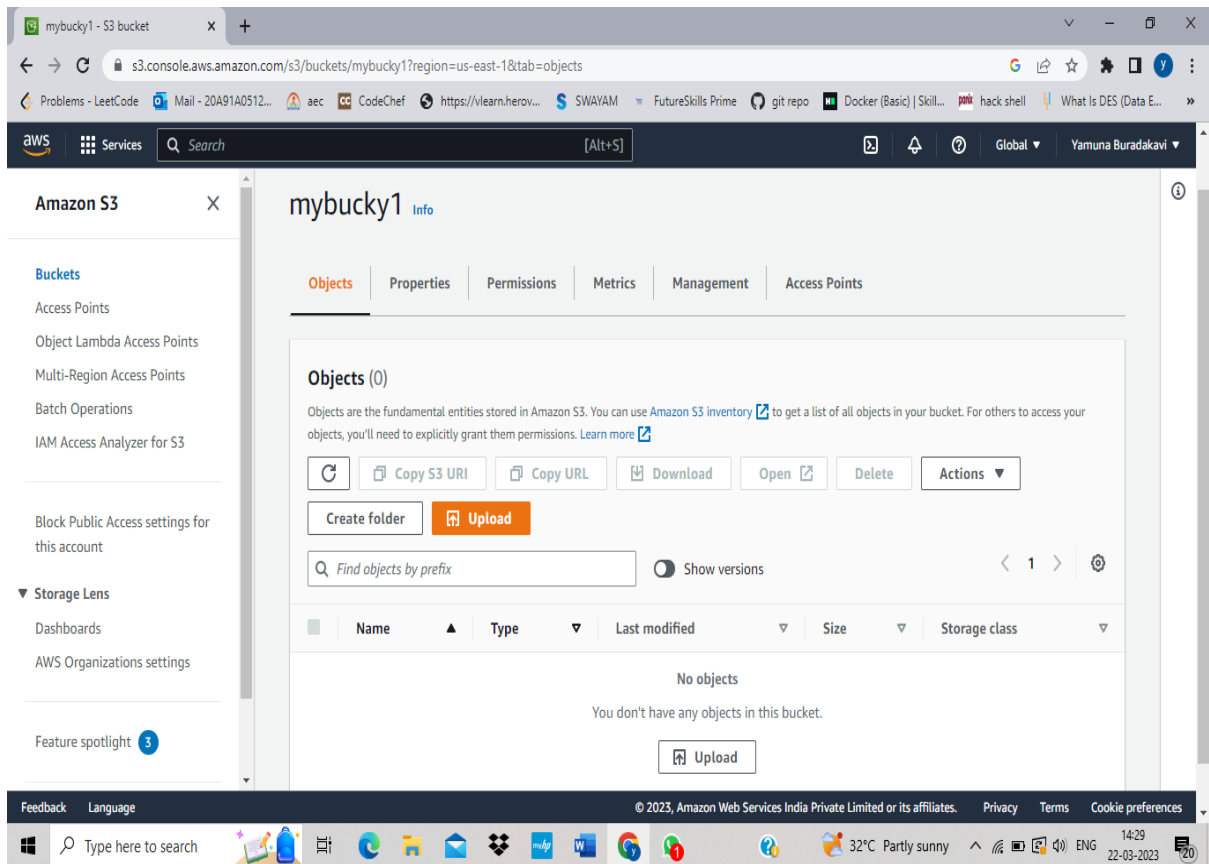 mybucky1 - S3 bucket
s3.console.aws.amazon.com/s3/buckets/mybucky1?region=us-east-1&tab=objects
Problems - LeetCode Mail - 20A91A0512... aec CodeChef https://vlearn.herov... SWAYAM FutureSkills Prime git repo Docker (Basic) | Skill... hack shell What Is DES (Data E... »
aws Services Search [Alt+S] Global Yamuna Buradakavi
Amazon S3
Buckets
Access Points
Object Lambda Access Points
Multi-Region Access Points
Batch Operations
IAM Access Analyzer for S3
Block Public Access settings for
this account
Storage Lens
Dashboards
AWS Organizations settings
Feature spotlight 3
mybucky1 Info
Objects Properties Permissions Metrics Management Access Points
Objects (0)
Objects are the fundamental entities stored in Amazon S3. You can use Amazon S3 inventory to get a list of all objects in your bucket. For others to access your
objects, you'll need to explicitly grant them permissions. Learn more
Copy S3 URI Copy URL Download Open Delete Actions
Create folder Upload
Find objects by prefix Show versions 1
Name Type Last modified Size Storage class
No objects
You don't have any objects in this bucket.
Upload
Feedback Language © 2023, Amazon Web Services India Private Limited or its affiliates. Privacy Terms Cookie preferences
Type here to search 32°C Partly sunny ENG 14:29
22-03-2023 20